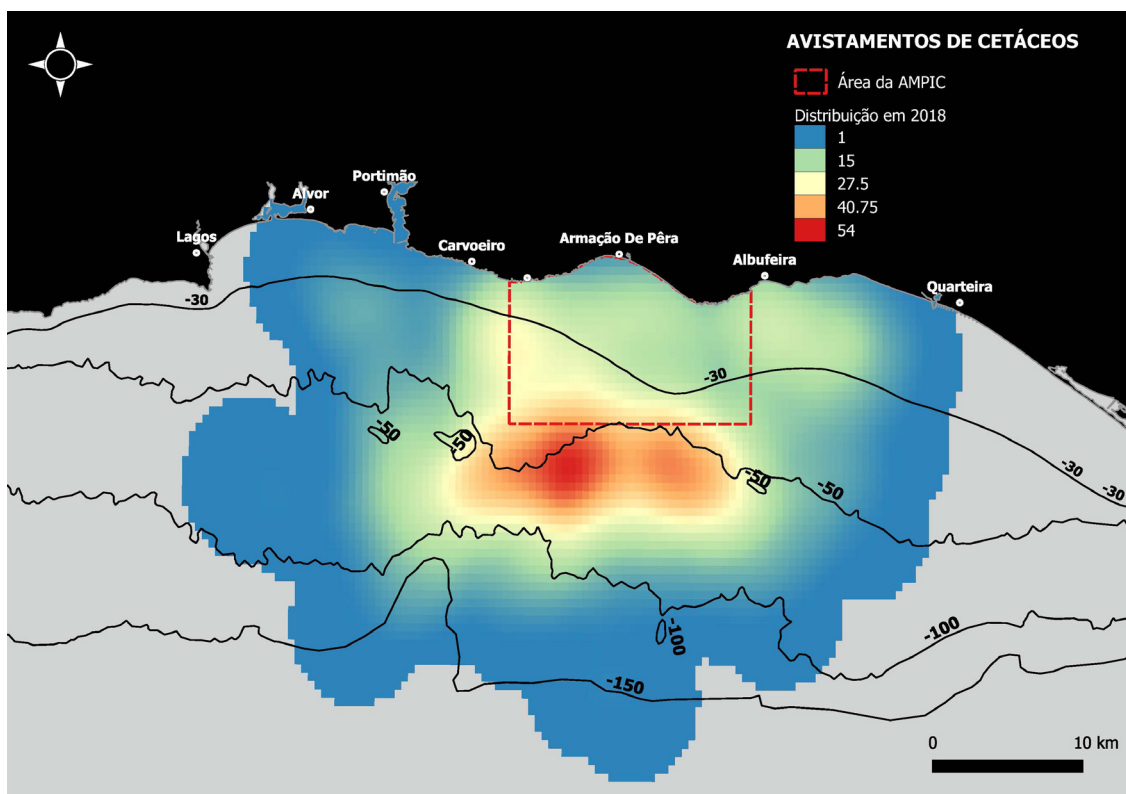 AVISTAMENTOS DE CETÁCEOS
Área da AMPIC
Distribuição em 2018
1
15
27.5
40.75
54
Portimão
Alvor
Lagos
Carvoeiro
Armação De Pêra
Albufeira
Quarteira
-30
-30
-30
-30
-50
-50
-50
-50
-100
-100
-150
0 10 km